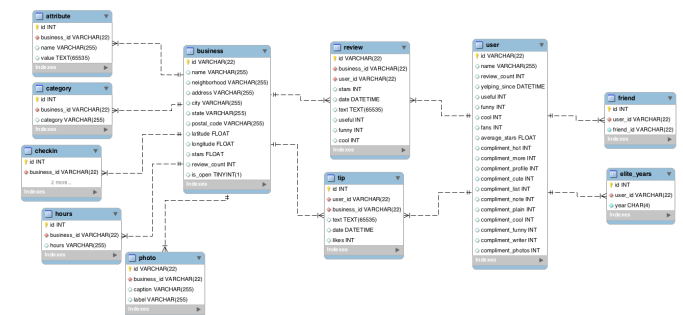 attribute
id INT
business_id VARCHAR(22)
name VARCHAR(255)
value TEXT(65535)
Indexes
category
id INT
business_id VARCHAR(22)
category VARCHAR(255)
Indexes
checkin
id INT
business_id VARCHAR(22)
2 more...
Indexes
hours
id INT
business_id VARCHAR(22)
hours VARCHAR(255)
Indexes
photo
id VARCHAR(22)
business_id VARCHAR(22)
caption VARCHAR(255)
label VARCHAR(255)
Indexes
business
id VARCHAR(22)
name VARCHAR(255)
neighborhood VARCHAR(255)
address VARCHAR(255)
city VARCHAR(255)
state VARCHAR(255)
postal_code VARCHAR(255)
latitude FLOAT
longitude FLOAT
stars FLOAT
review_count INT
is_open TINYINT(1)
Indexes
review
id VARCHAR(22)
business_id VARCHAR(22)
user_id VARCHAR(22)
stars INT
date DATETIME
text TEXT(65535)
useful INT
funny INT
cool INT
Indexes
tip
id INT
user_id VARCHAR(22)
business_id VARCHAR(22)
text TEXT(65535)
date DATETIME
likes INT
Indexes
user
id VARCHAR(22)
name VARCHAR(255)
review_count INT
yelping_since DATETIME
useful INT
funny INT
cool INT
fans INT
average_stars FLOAT
compliment_hot INT
compliment_more INT
compliment_profile INT
compliment_cute INT
compliment_list INT
compliment_note INT
compliment_plain INT
compliment_cool INT
compliment_funny INT
compliment_writer INT
compliment_photos INT
Indexes
friend
id INT
user_id VARCHAR(22)
friend_id VARCHAR(22)
Indexes
elite_years
id INT
user_id VARCHAR(22)
year CHAR(4)
Indexes